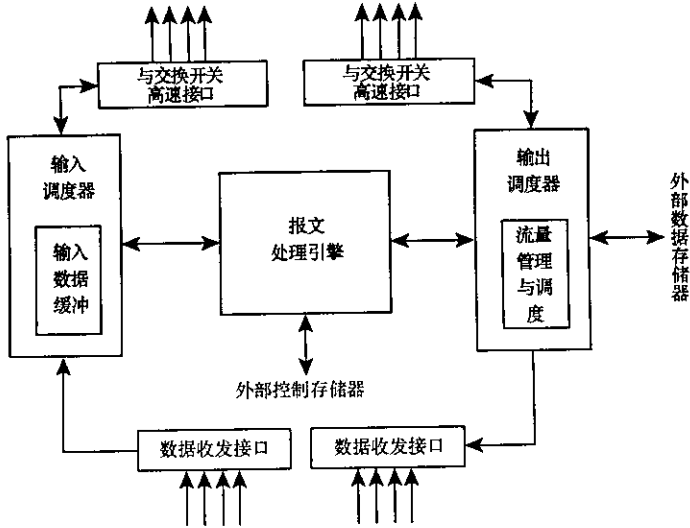 与交换开关
高速接口
与交换开关
高速接口
输入
调度器
输入
数据
缓冲
报文
处理引擎
输出
调度器
流量
管理
与调
度
外部数据存储器
外部控制存储器
数据收发接口
数据收发接口